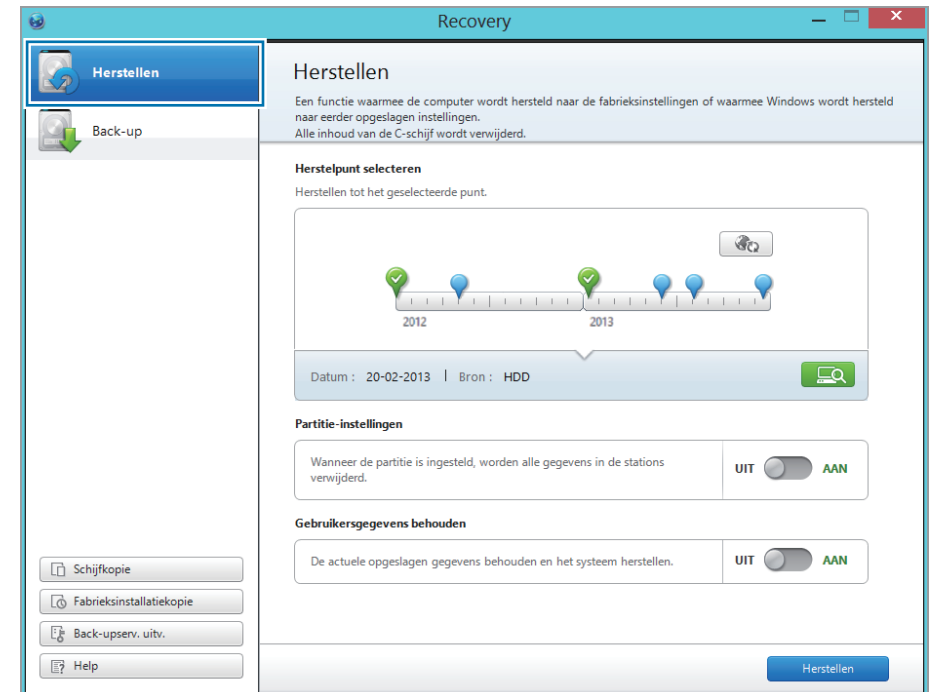 Recovery
Herstellen
Back-up
Herstellen
Een functie waarmee de computer wordt hersteld naar de fabrieksinstellingen of waarmee Windows wordt hersteld
naar eerder opgeslagen instellingen.
Alle inhoud van de C-schijf wordt verwijderd.
Herstelpunt selecteren
Herstellen tot het geselecteerde punt.
2012 2013
Datum : 20-02-2013 | Bron : HDD
Partitie-instellingen
Wanneer de partitie is ingesteld, worden alle gegevens in de stations
verwijderd.
UIT AAN
Gebruikersgegevens behouden
De actuele opgeslagen gegevens behouden en het systeem herstellen.
UIT AAN
Schijfkopie
Fabrieksinstallatiekopie
Back-upserv. uitv.
Help
Herstellen